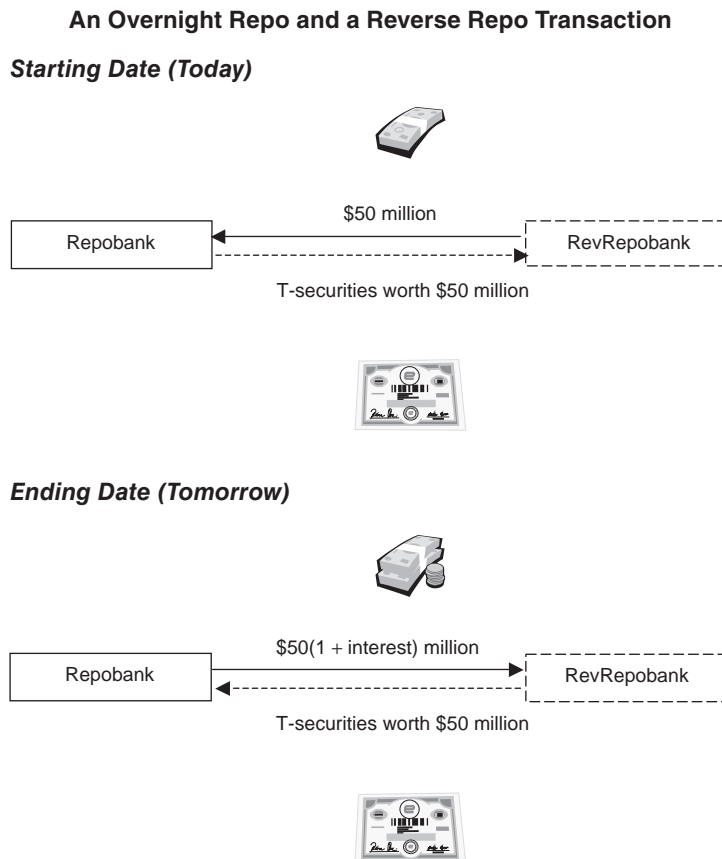 An Overnight Repo and a Reverse Repo Transaction
Starting Date (Today)
$50 million
Repobank
RevRepobank
T-securities worth $50 million
Ending Date (Tomorrow)
$50(1 + interest) million
Repobank
RevRepobank
T-securities worth $50 million